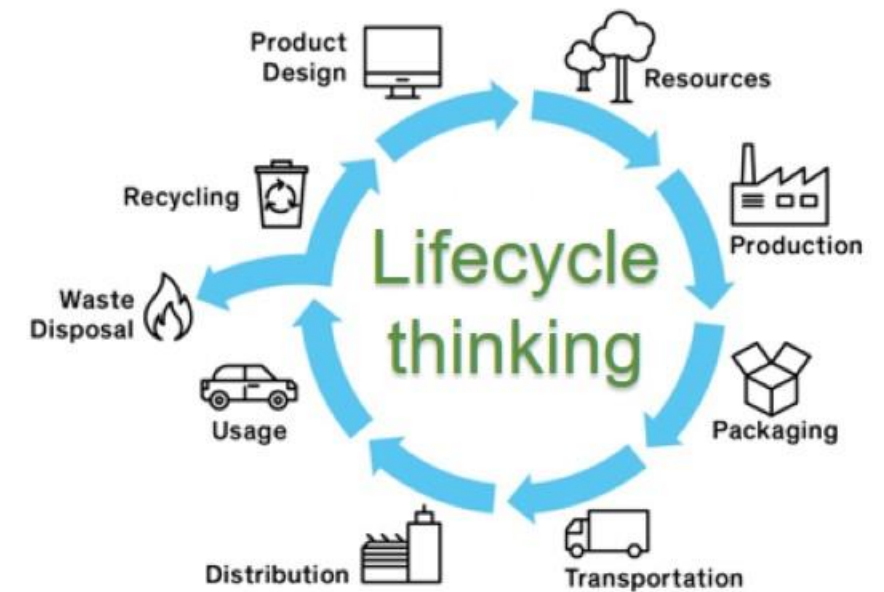 Product
Design
Resources
Recycling
Production
Lifecycle
thinking
Waste
Disposal
Usage
Packaging
Distribution
Transportation